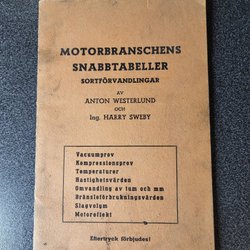 MOTORBRANSCHENS
SNABBTABELLER
SORTFÖRVANDLINGAR
AV
ANTON WESTERLUND
OCH
Ing. HARRY SWEBY
Vacuumprov
Kompressionsprov
Temperaturer
Hastighetsvärden
Omvandling av tum och mm
Bränsleförbrukningsvärden
Slagvolym
Motoreffekt
Eftertryck förbjudes!